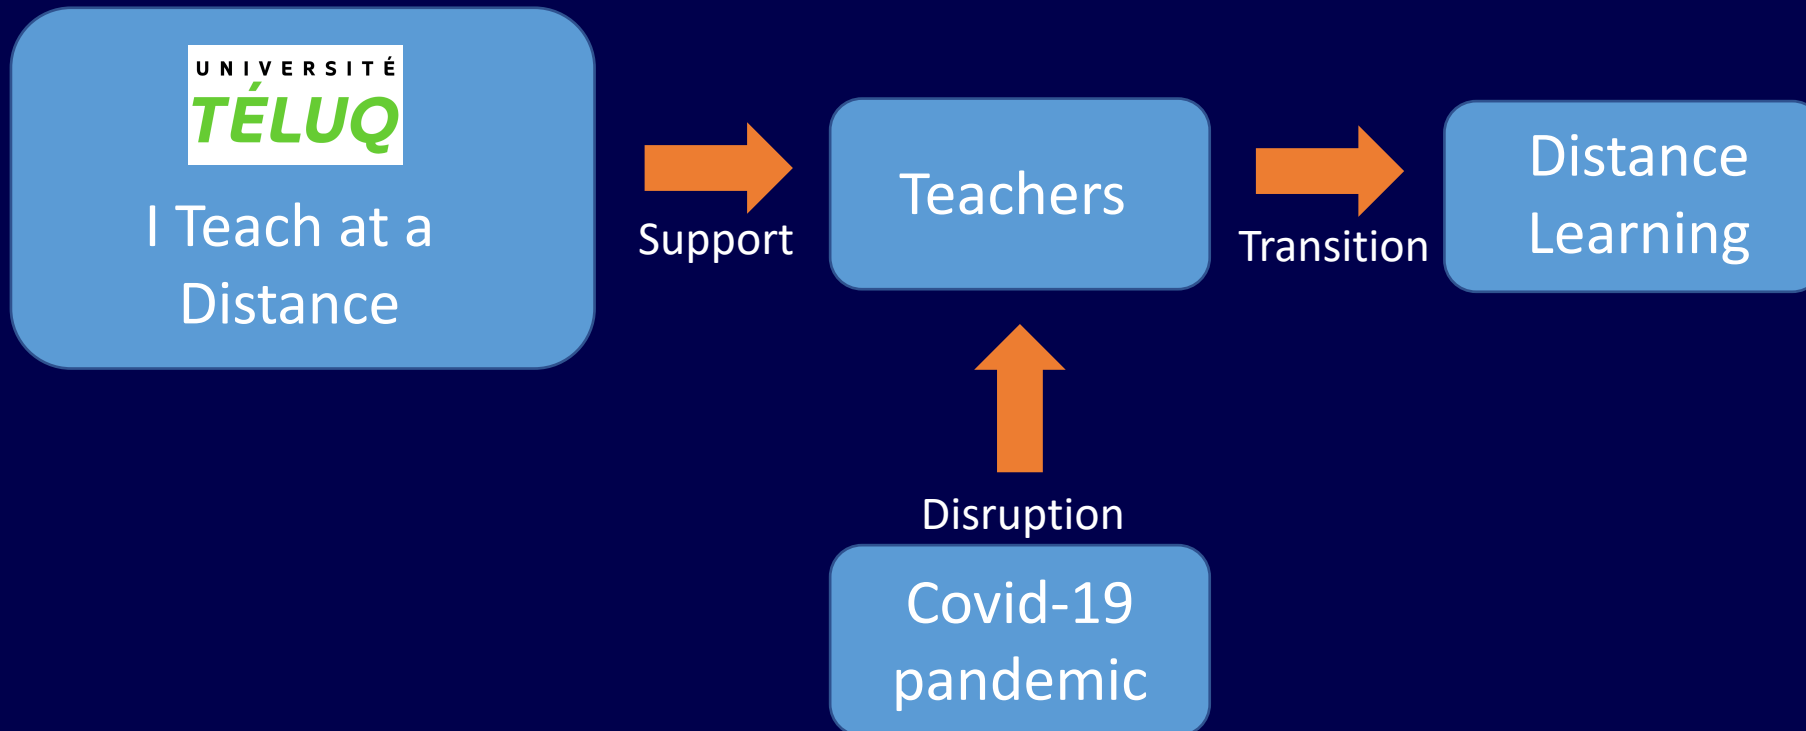 UNIVERSITÉ
TÉLUQ
I Teach at a
Distance
Support
Teachers
Transition
Distance
Learning
Disruption
Covid-19
pandemic